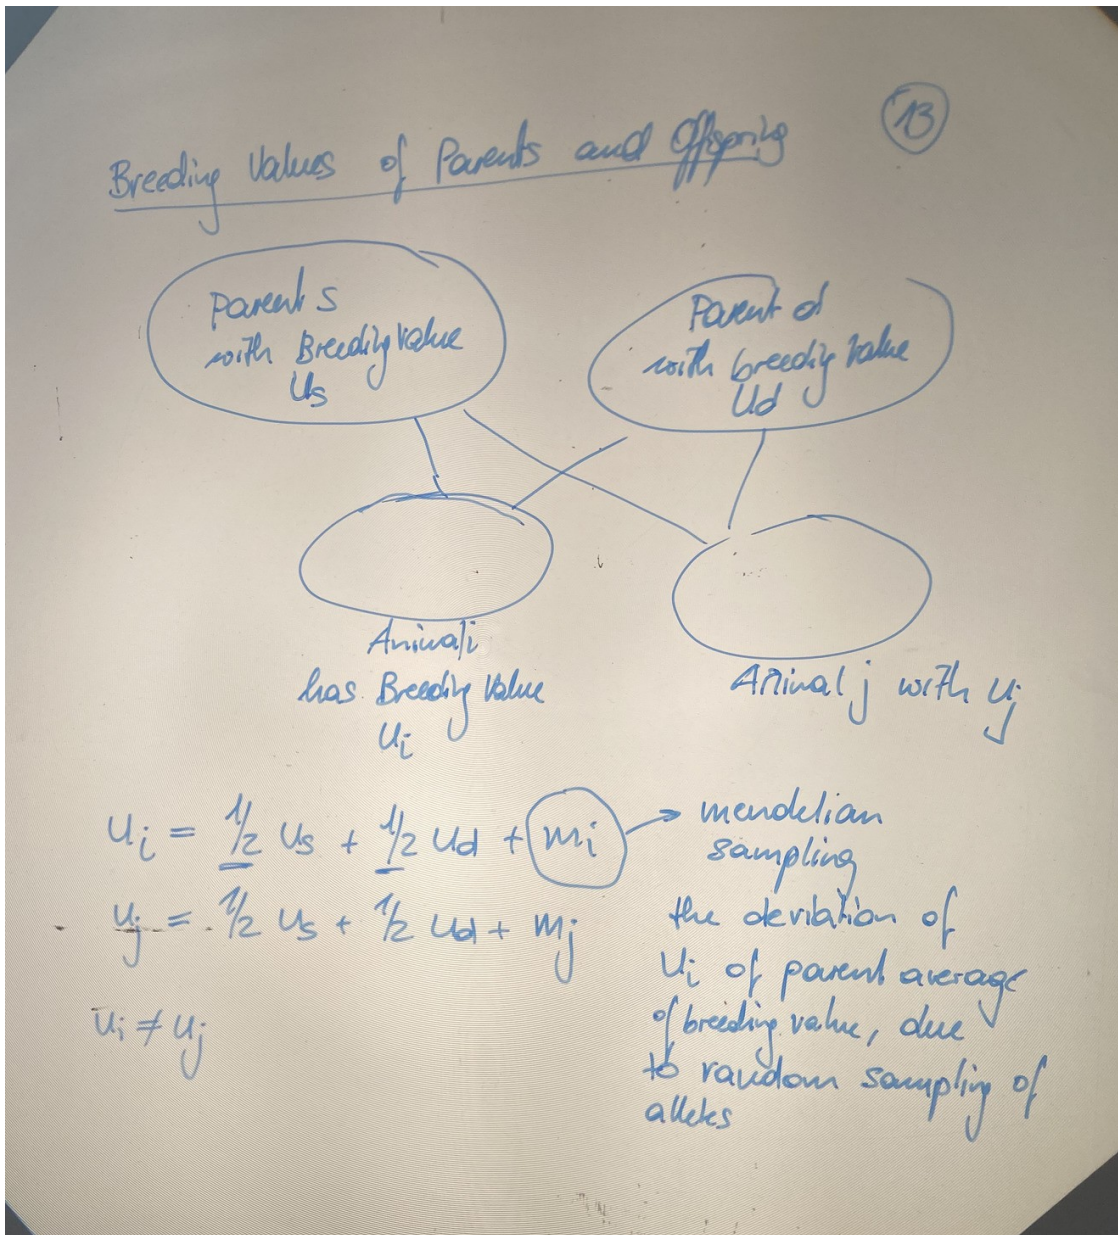 13
Breeding Values of Parents and Offspring
Parent s
with Breeding Value
us
Parent d
with breedig value
ud
Animal i
has Breeding Value
ui
Animal j with uj
ui = 1/2 us + 1/2 ud + mi → mendelian
sampling
uj = 1/2 us + 1/2 ud + mj
the deviation of
ui of parent average
of breeding value, due
to random sampling of
alleles
ui ≠ uj